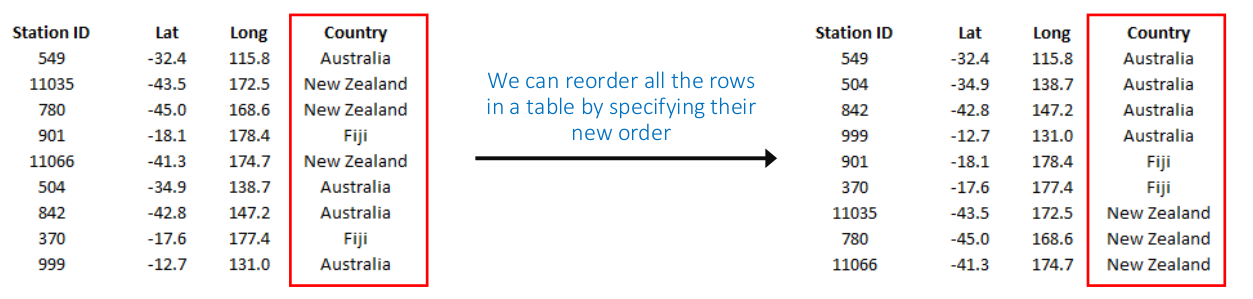 Station ID Lat Long Country
549 -32.4 115.8 Australia
11035 -43.5 172.5 New Zealand
780 -45.0 168.6 New Zealand
901 -18.1 178.4 Fiji
11066 -41.3 174.7 New Zealand
504 -34.9 138.7 Australia
842 -42.8 147.2 Australia
370 -17.6 177.4 Fiji
999 -12.7 131.0 Australia
We can reorder all the rows
in a table by specifying their
new order
Station ID Lat Long Country
549 -32.4 115.8 Australia
504 -34.9 138.7 Australia
842 -42.8 147.2 Australia
999 -12.7 131.0 Australia
901 -18.1 178.4 Fiji
370 -17.6 177.4 Fiji
11035 -43.5 172.5 New Zealand
780 -45.0 168.6 New Zealand
11066 -41.3 174.7 New Zealand